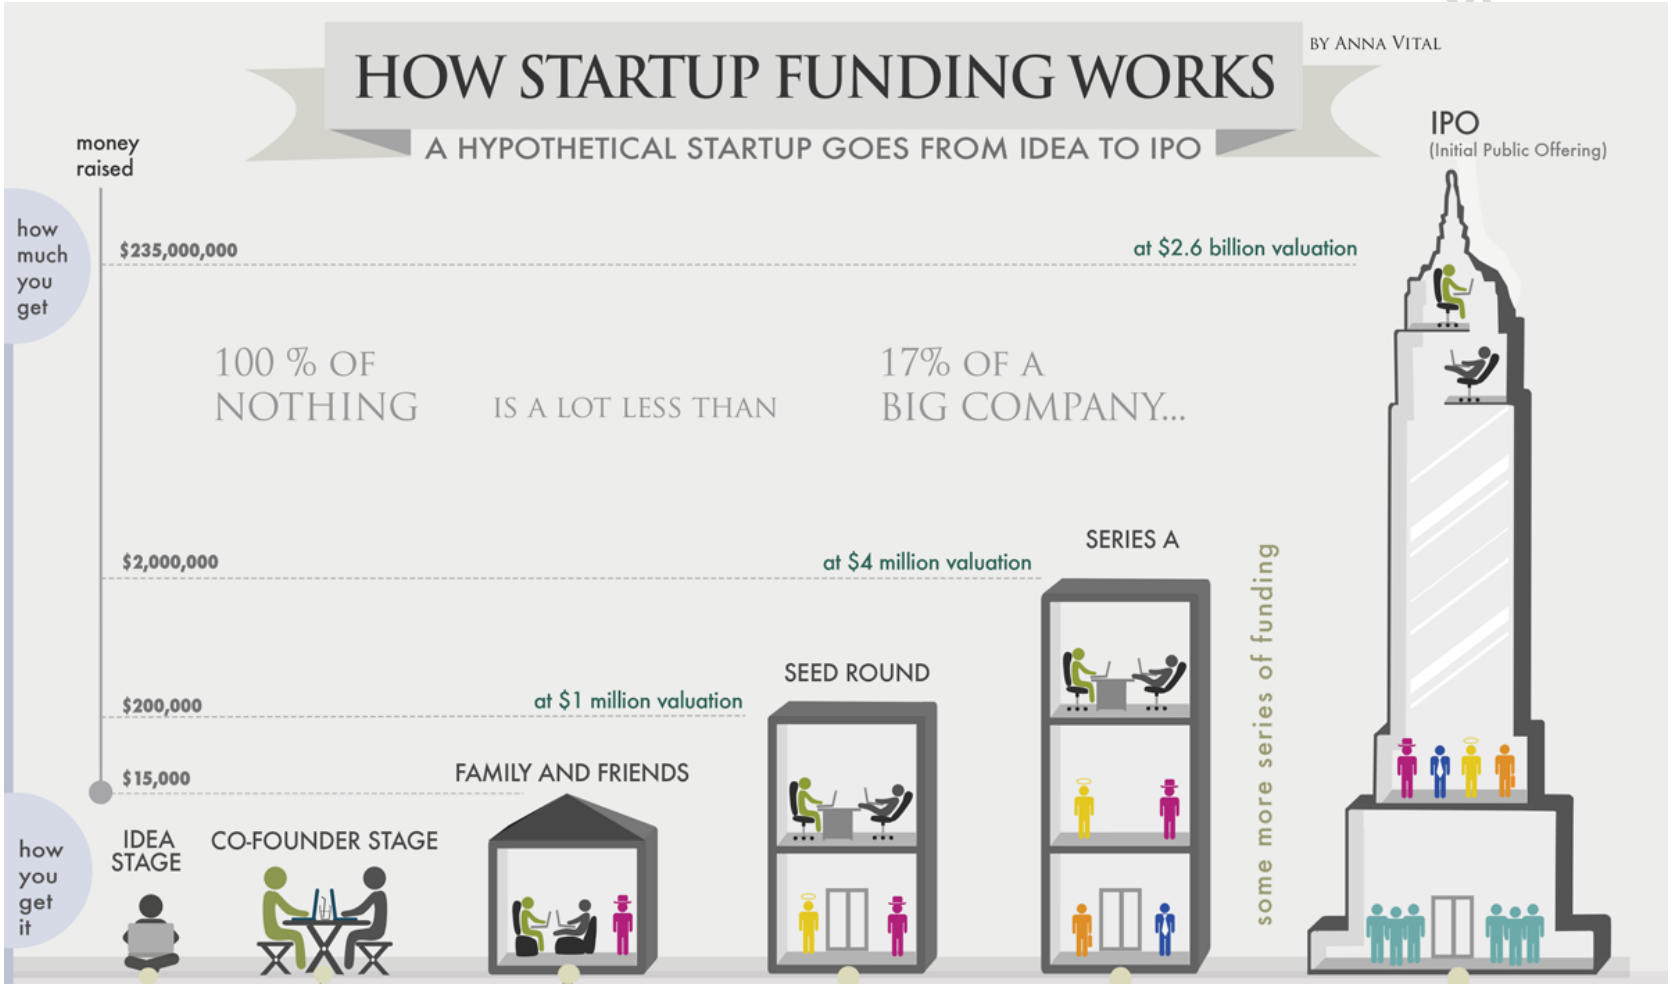 HOW STARTUP FUNDING WORKS
BY ANNA VITAL
A HYPOTHETICAL STARTUP GOES FROM IDEA TO IPO
money
raised
IPO
(Initial Public Offering)
how
much
you
get
$235,000,000
at $2.6 billion valuation
100 % OF
NOTHING
IS A LOT LESS THAN
17% OF A
BIG COMPANY...
$2,000,000
at $4 million valuation
SERIES A
some more series of funding
$200,000
at $1 million valuation
SEED ROUND
$15,000
FAMILY AND FRIENDS
how
you
get
it
IDEA
STAGE
CO-FOUNDER STAGE